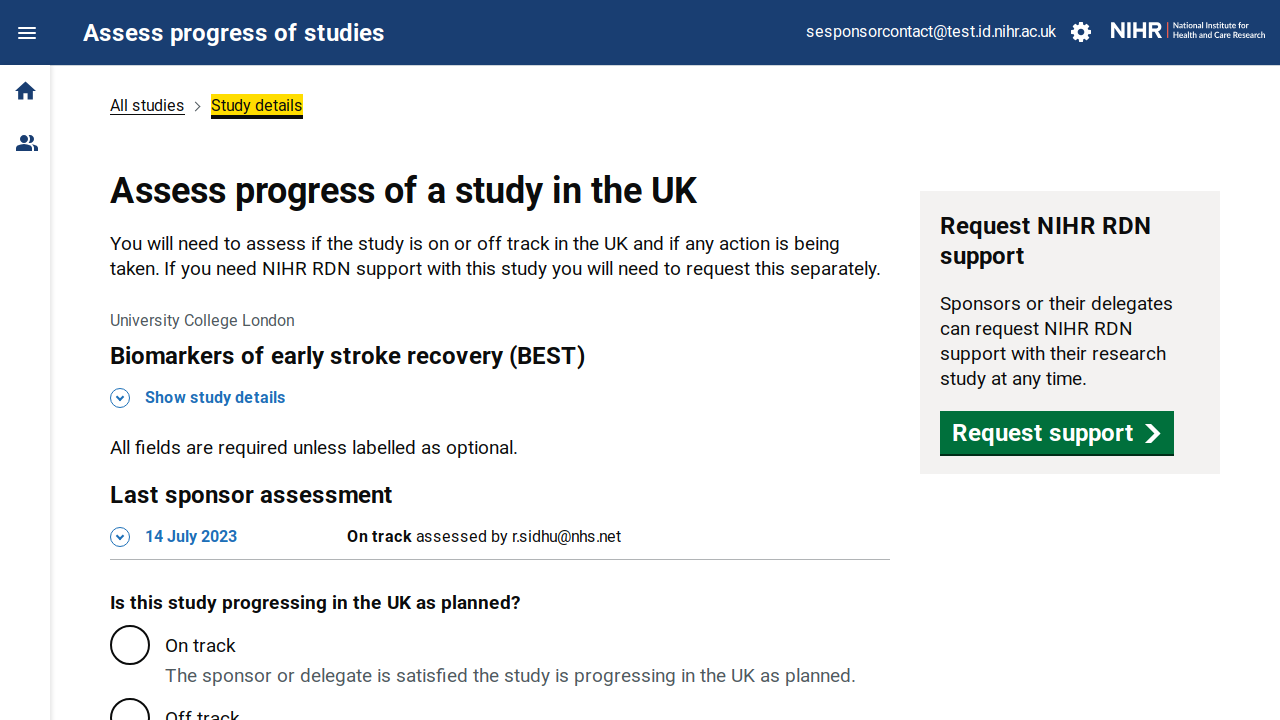 Assess progress of studies
sesponsorcontact@test.id.nihr.ac.uk
NIHR
National Institute for
Health and Care Research
All studies
Study details
Assess progress of a study in the UK
You will need to assess if the study is on or off track in the UK and if any action is being
taken. If you need NIHR RDN support with this study you will need to request this separately.
University College London
Biomarkers of early stroke recovery (BEST)
Show study details
All fields are required unless labelled as optional.
Last sponsor assessment
14 July 2023
On track assessed by r.sidhu@nhs.net
Is this study progressing in the UK as planned?
On track
The sponsor or delegate is satisfied the study is progressing in the UK as planned.
Off track
Request NIHR RDN
support
Sponsors or their delegates
can request NIHR RDN
support with their research
study at any time.
Request support